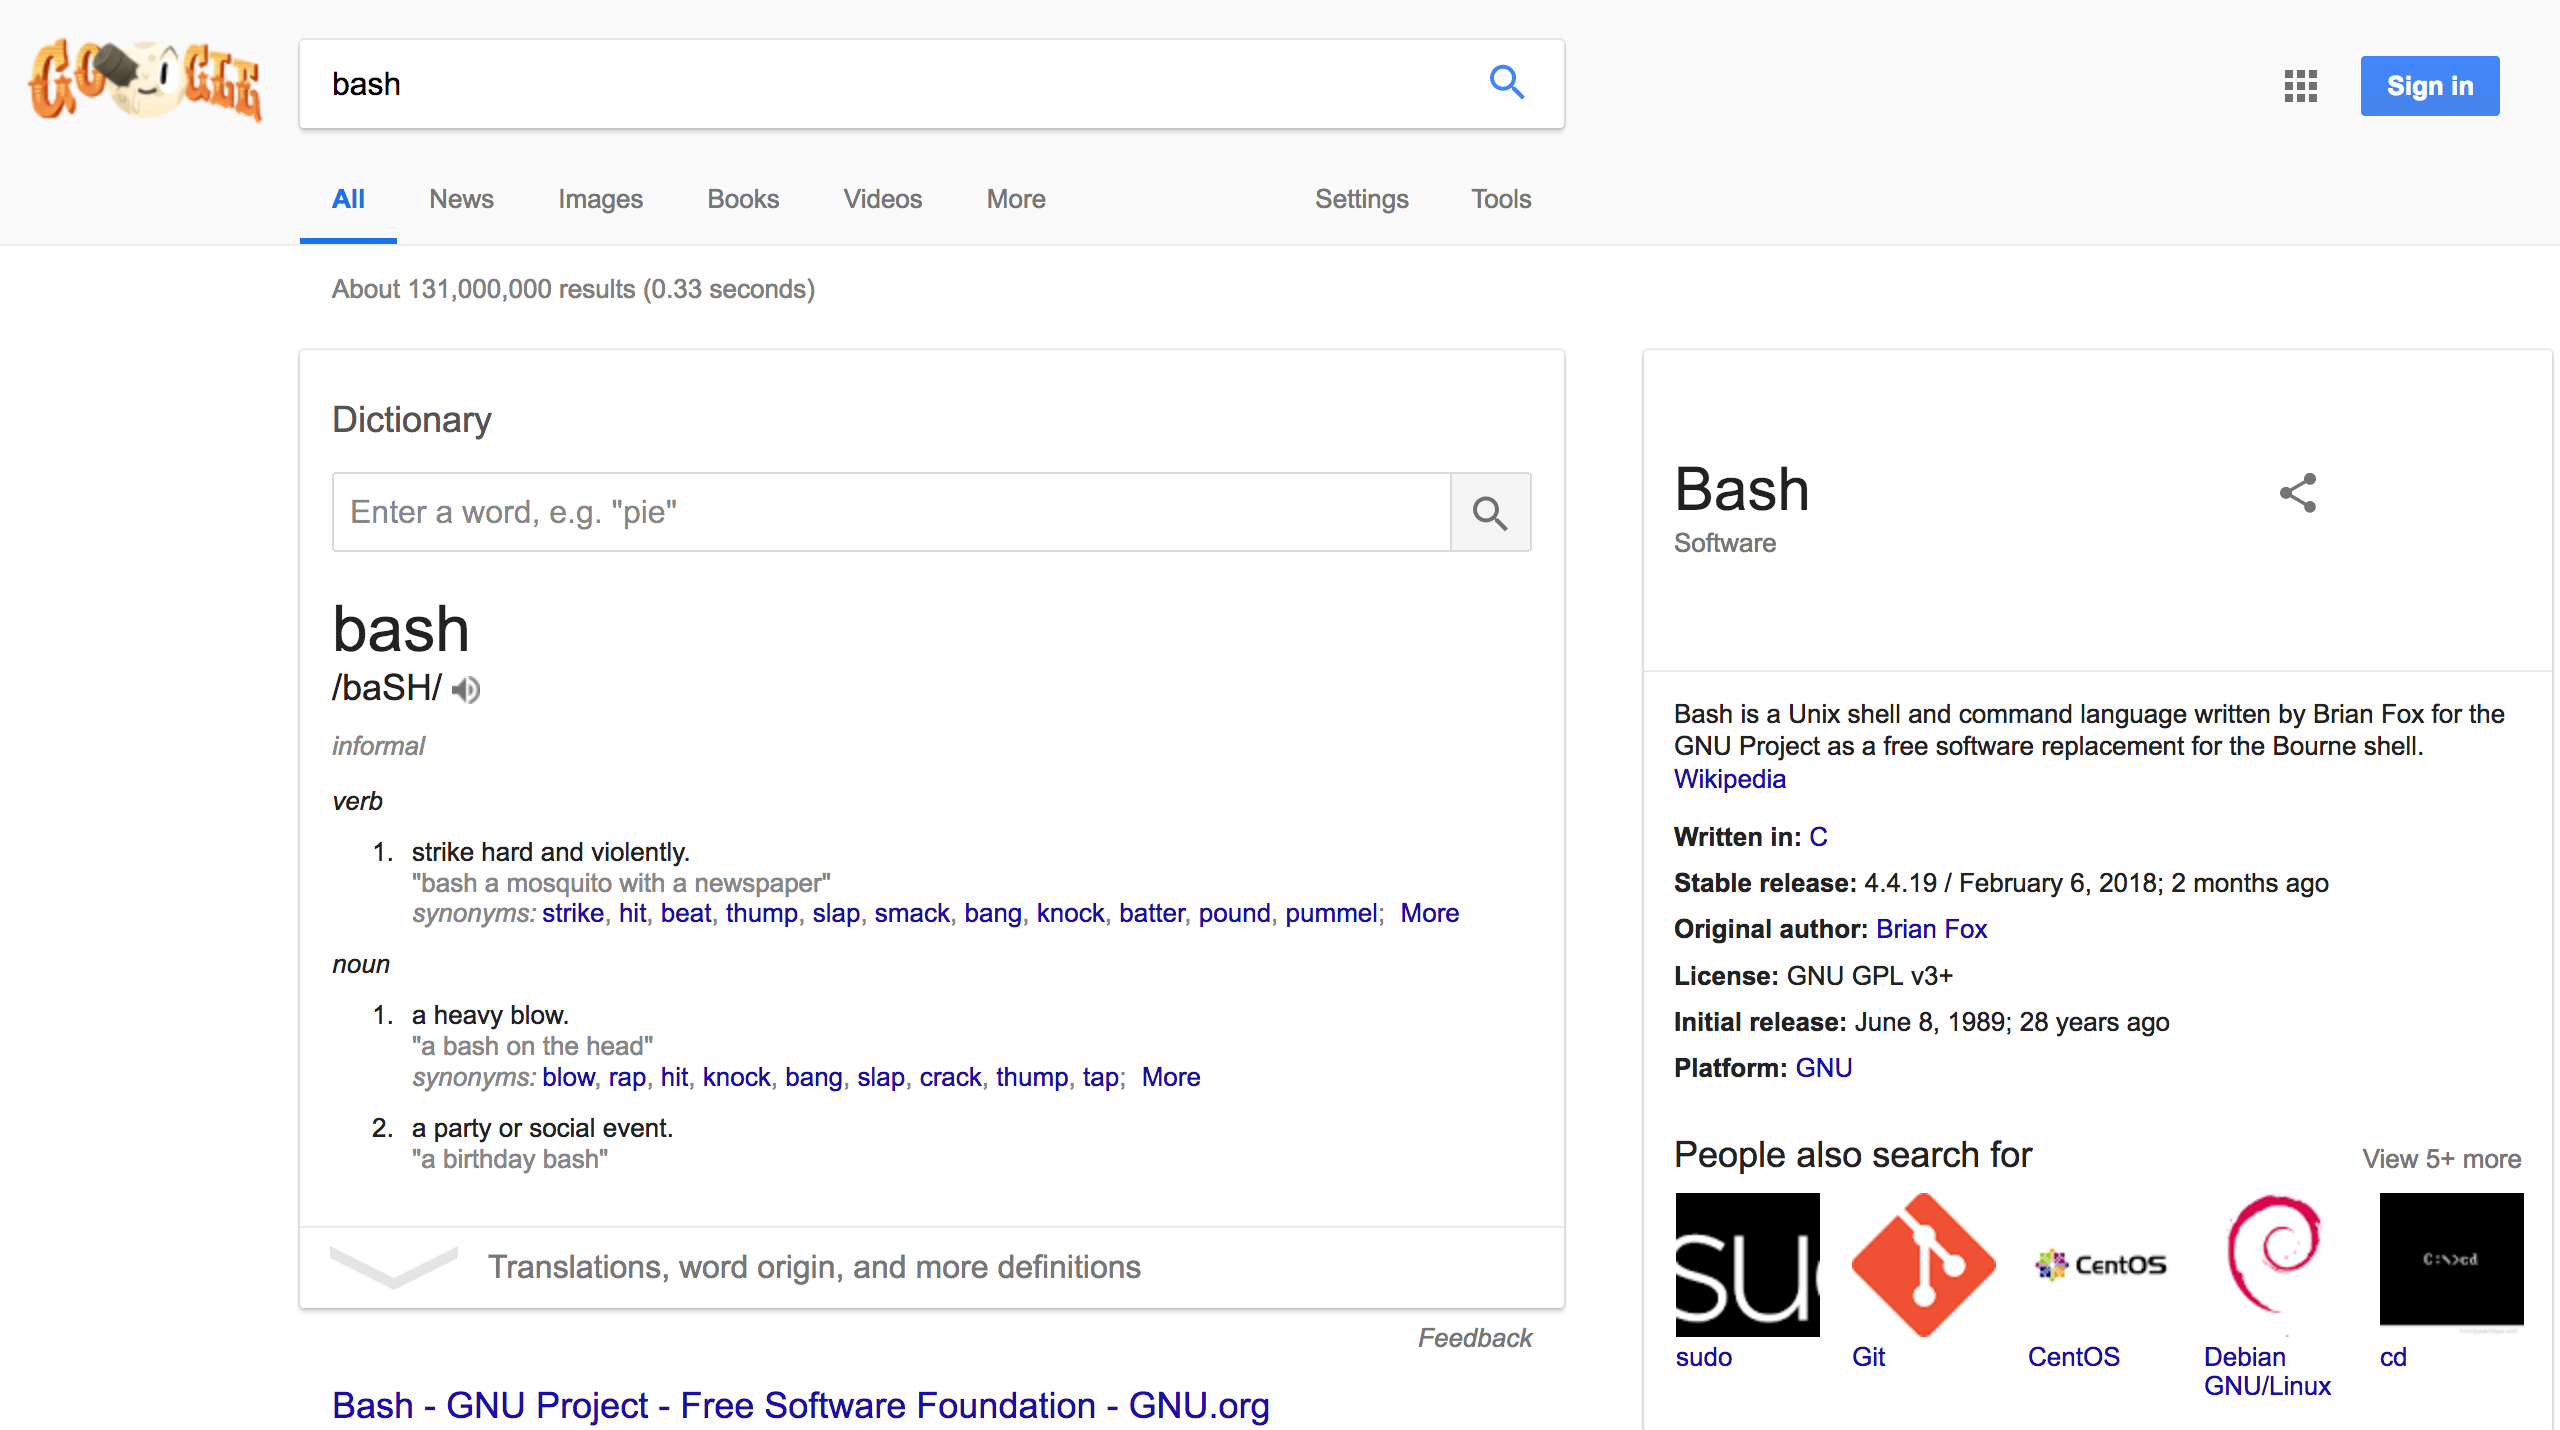 GOOGLE
bash
Sign in
All News Images Books Videos More Settings Tools
About 131,000,000 results (0.33 seconds)
Dictionary
Enter a word, e.g. "pie"
bash
/baSH/
informal
verb
1. strike hard and violently.
"bash a mosquito with a newspaper"
synonyms: strike, hit, beat, thump, slap, smack, bang, knock, batter, pound, pummel; More
noun
1. a heavy blow.
"a bash on the head"
synonyms: blow, rap, hit, knock, bang, slap, crack, thump, tap; More
2. a party or social event.
"a birthday bash"
Translations, word origin, and more definitions
Feedback
Bash - GNU Project - Free Software Foundation - GNU.org
Bash
Software
Bash is a Unix shell and command language written by Brian Fox for the
GNU Project as a free software replacement for the Bourne shell.
Wikipedia
Written in: C
Stable release: 4.4.19 / February 6, 2018; 2 months ago
Original author: Brian Fox
License: GNU GPL v3+
Initial release: June 8, 1989; 28 years ago
Platform: GNU
People also search for
View 5+ more
su
CentOS
C:\>cd
sudo
Git
CentOS
Debian
GNU/Linux
cd